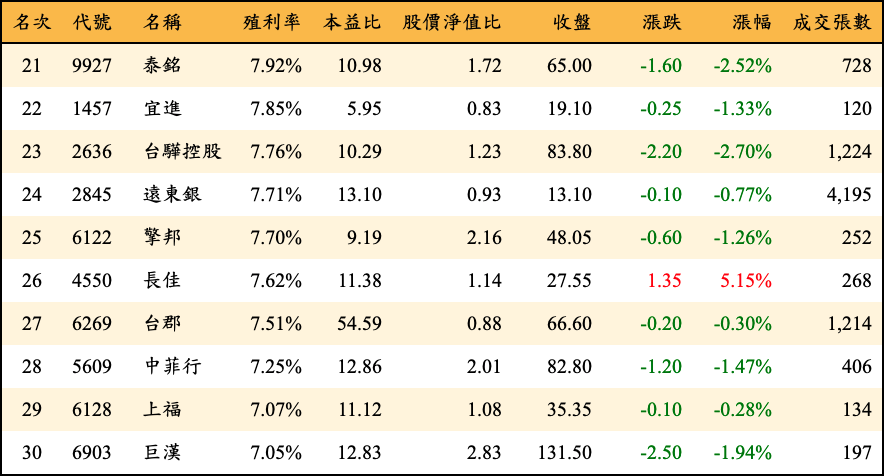 名次 代號 名稱 殖利率 本益比 股價淨值比 收盤 漲跌 漲幅 成交張數
21 9927 泰銘 7.92% 10.98 1.72 65.00 -1.60 -2.52% 728
22 1457 宜進 7.85% 5.95 0.83 19.10 -0.25 -1.33% 120
23 2636 台驊控股 7.76% 10.29 1.23 83.80 -2.20 -2.70% 1,224
24 2845 遠東銀 7.71% 13.10 0.93 13.10 -0.10 -0.77% 4,195
25 6122 擎邦 7.70% 9.19 2.16 48.05 -0.60 -1.26% 252
26 4550 長佳 7.62% 11.38 1.14 27.55 1.35 5.15% 268
27 6269 台郡 7.51% 54.59 0.88 66.60 -0.20 -0.30% 1,214
28 5609 中菲行 7.25% 12.86 2.01 82.80 -1.20 -1.47% 406
29 6128 上福 7.07% 11.12 1.08 35.35 -0.10 -0.28% 134
30 6903 巨漢 7.05% 12.83 2.83 131.50 -2.50 -1.94% 197